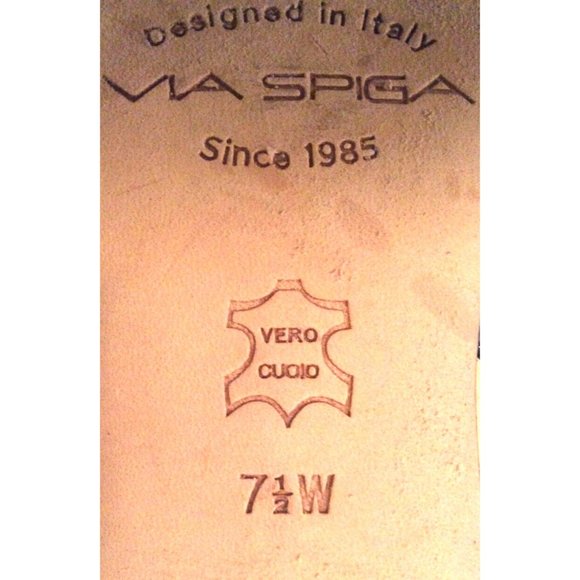 Designed in Italy
VIA SPIGA
Since 1985
VERO
CUOIO
7½W